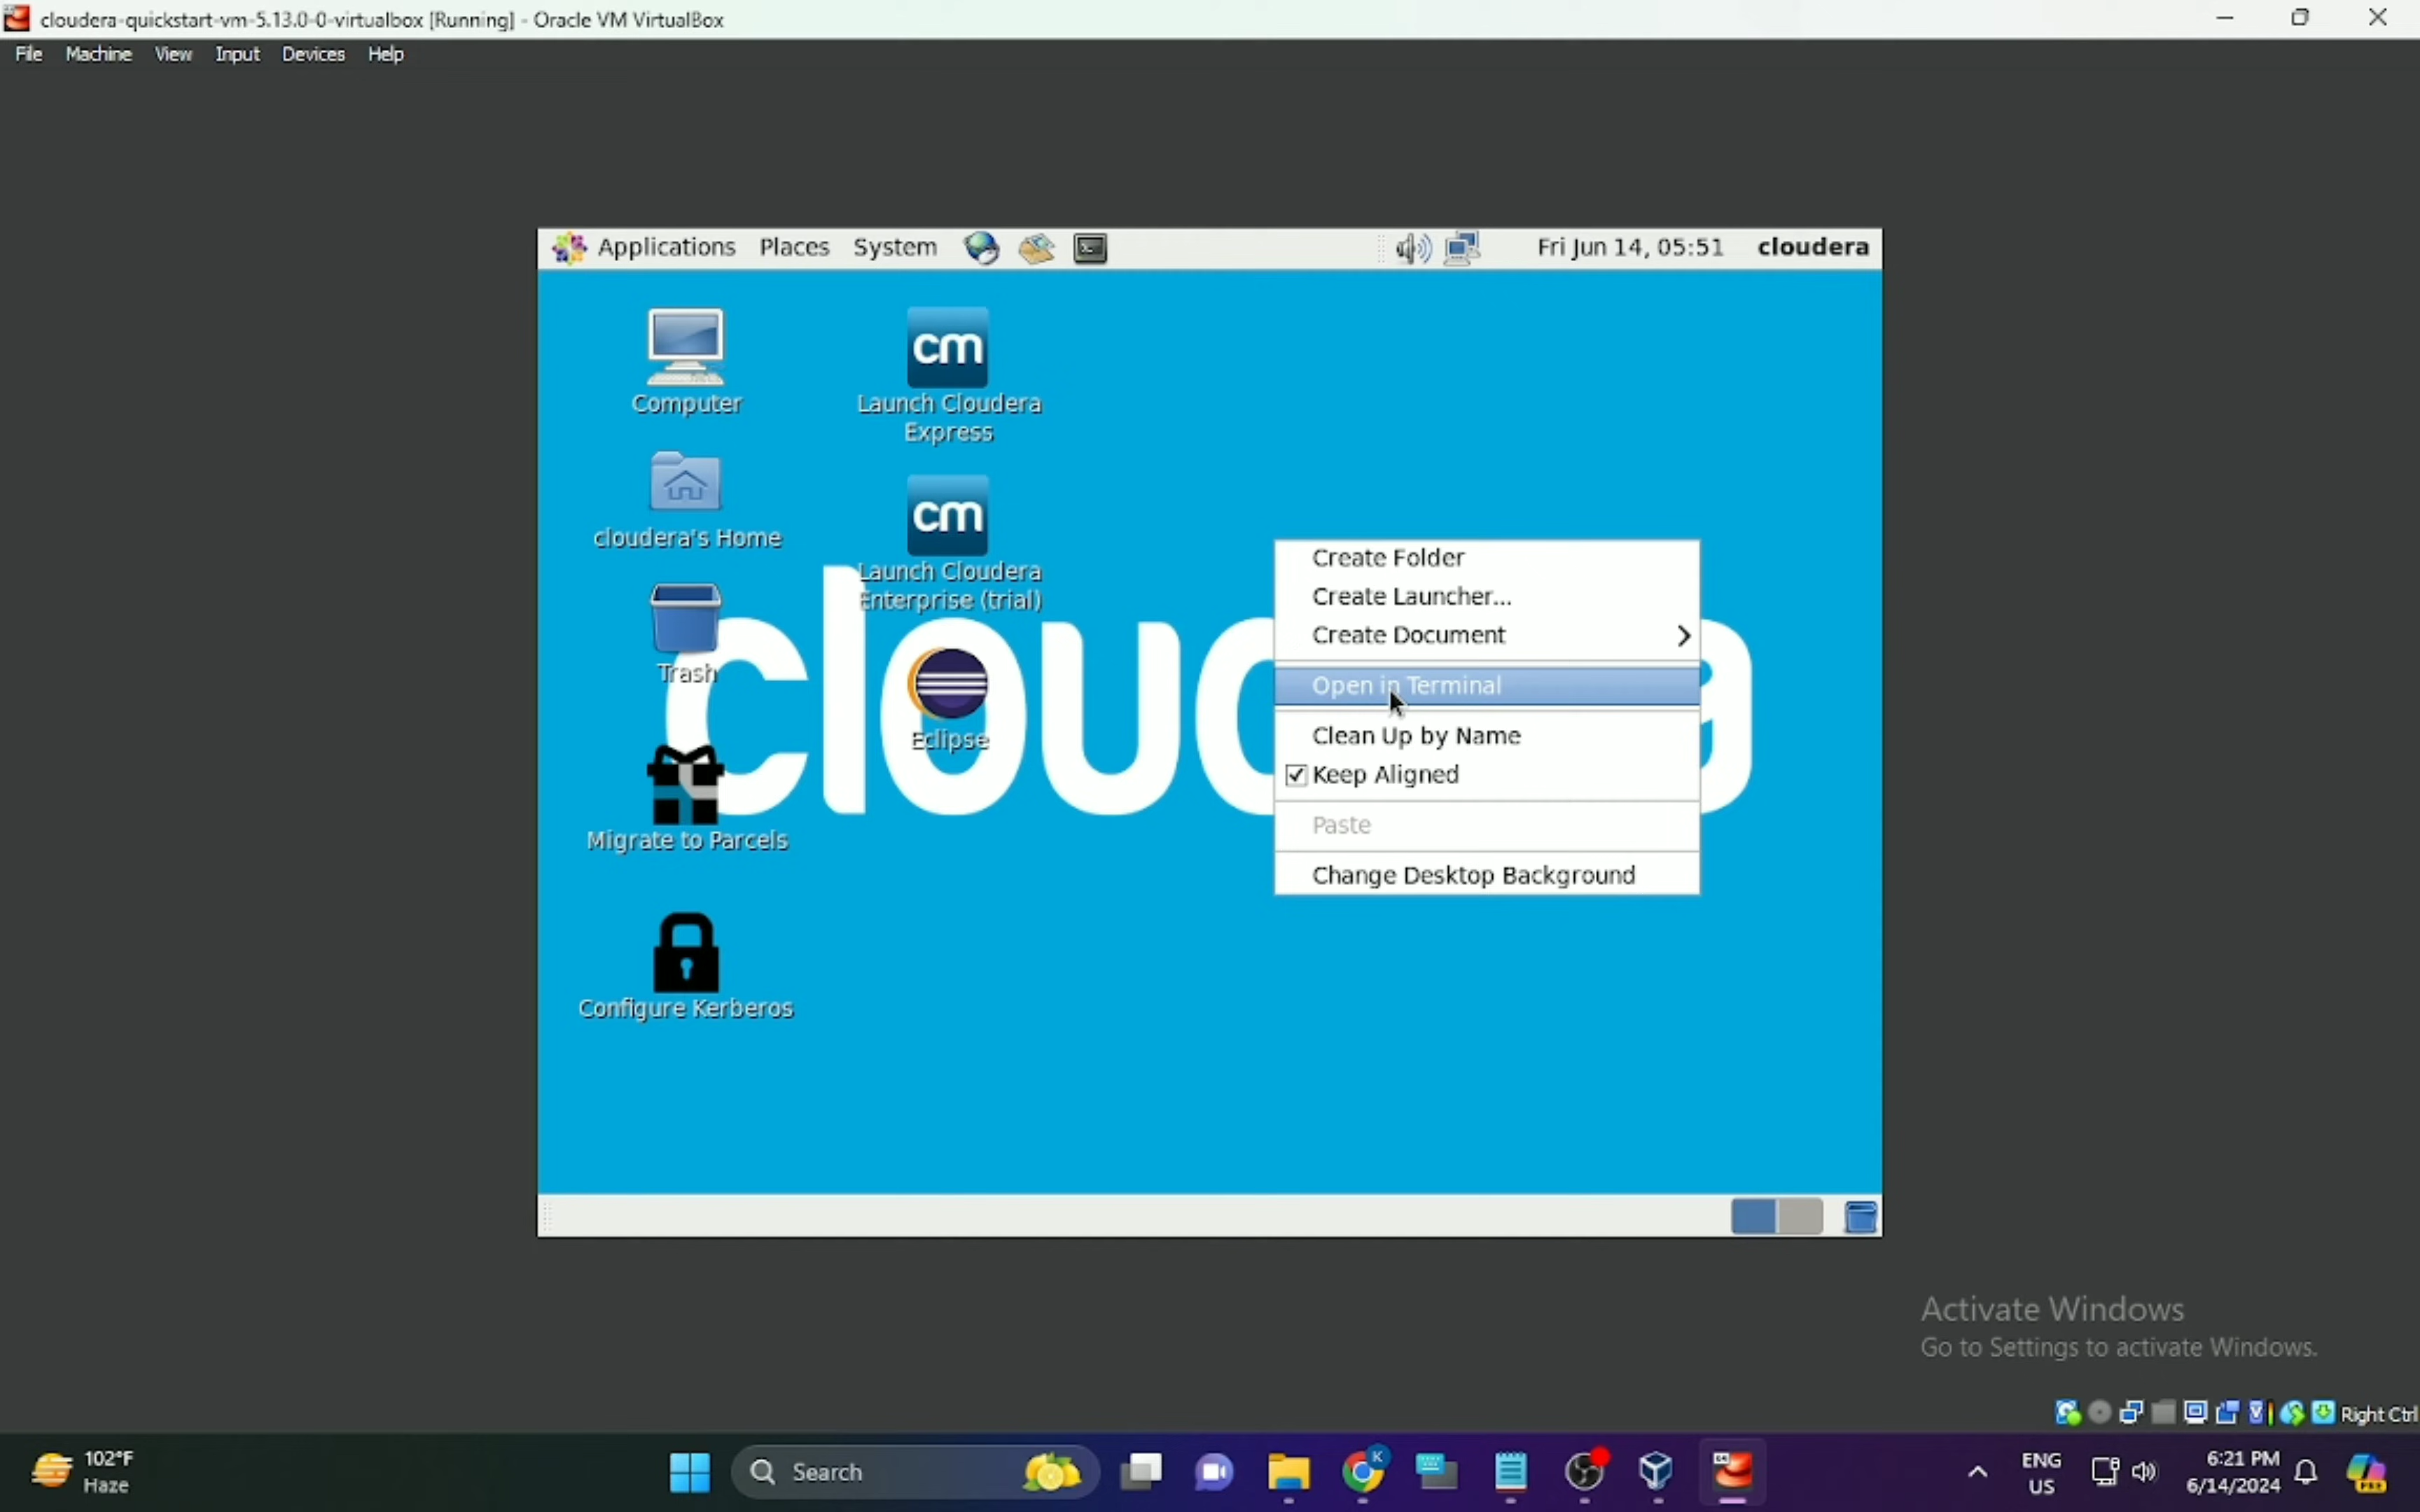 cloudera-quickstart-vm-5.13.0-0-virtualbox [Running] - Oracle VM VirtualBox
File Machine View Input Devices Help
Applications Places System Fri Jun 14, 05:51 cloudera
cm
Computer
Launch Cloudera
Express
cm
cloudera's Home
Launch Cloudera
Enterprise (trial)
Trash
Eclipse
Migrate to Parcels
Configure Kerberos
Create Folder
Create Launcher...
Create Document
Open in Terminal
Clean Up by Name
Keep Aligned
Paste
Change Desktop Background
Activate Windows
Go to Settings to activate Windows.
Right Ctrl
102°F
Haze
Search
K
ENG
US
6:21 PM
6/14/2024